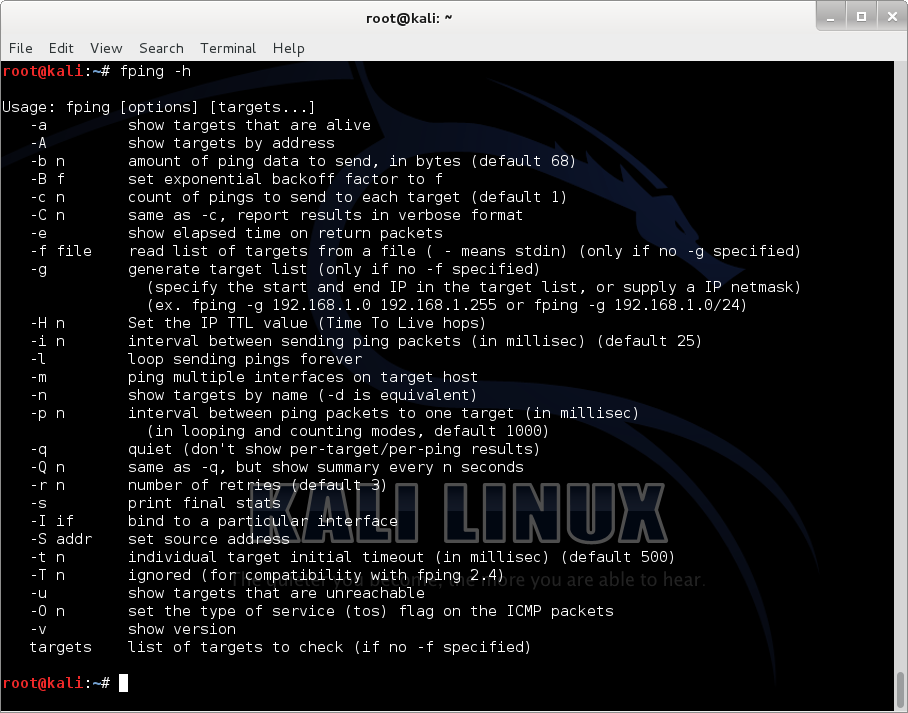 root@kali: ~
File Edit View Search Terminal Help
root@kali:~# fping -h
Usage: fping [options] [targets...]
-a show targets that are alive
-A show targets by address
-b n amount of ping data to send, in bytes (default 68)
-B f set exponential backoff factor to f
-c n count of pings to send to each target (default 1)
-C n same as -c, report results in verbose format
-e show elapsed time on return packets
-f file read list of targets from a file ( - means stdin) (only if no -g specified)
-g generate target list (only if no -f specified)
(specify the start and end IP in the target list, or supply a IP netmask)
(ex. fping -g 192.168.1.0 192.168.1.255 or fping -g 192.168.1.0/24)
-H n Set the IP TTL value (Time To Live hops)
-i n interval between sending ping packets (in millisec) (default 25)
-l loop sending pings forever
-m ping multiple interfaces on target host
-n show targets by name (-d is equivalent)
-p n interval between ping packets to one target (in millisec)
(in looping and counting modes, default 1000)
-q quiet (don't show per-target/per-ping results)
-Q n same as -q, but show summary every n seconds
-r n number of retries (default 3)
-s print final stats
-I if bind to a particular interface
-S addr set source address
-t n individual target initial timeout (in millisec) (default 500)
-T n ignored (for compatibility with fping 2.4)
-u show targets that are unreachable
-O n set the type of service (tos) flag on the ICMP packets
-v show version
targets list of targets to check (if no -f specified)
root@kali:~#
KALI LINUX
The quieter you become, the more you are able to hear.